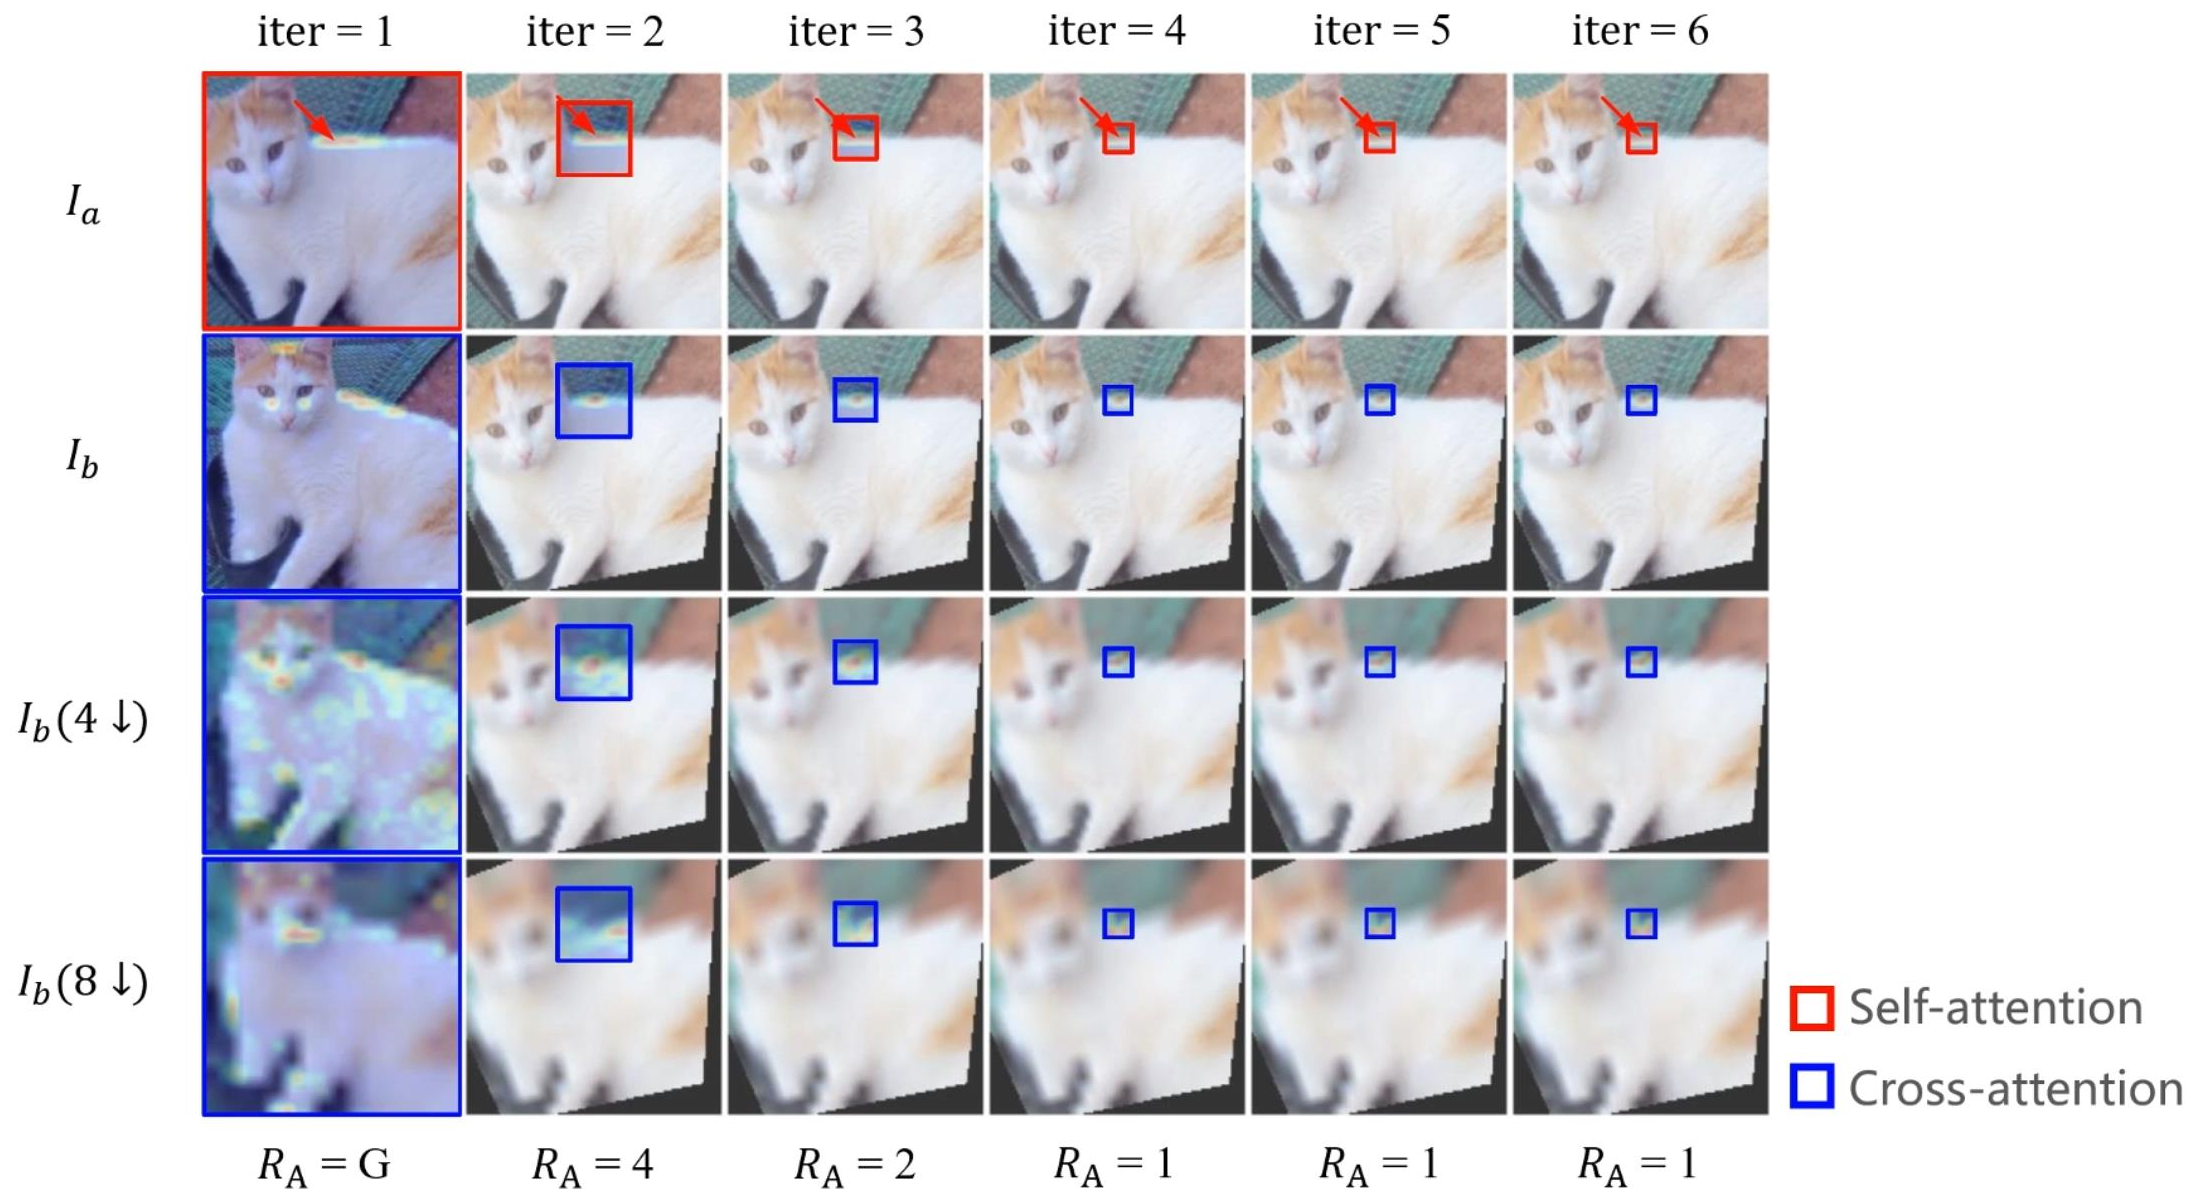 iter = 1 iter = 2 iter = 3 iter = 4 iter = 5 iter = 6
I_a
I_b
I_b(4 ↓)
I_b(8 ↓)
Self-attention
Cross-attention
R_A = G R_A = 4 R_A = 2 R_A = 1 R_A = 1 R_A = 1